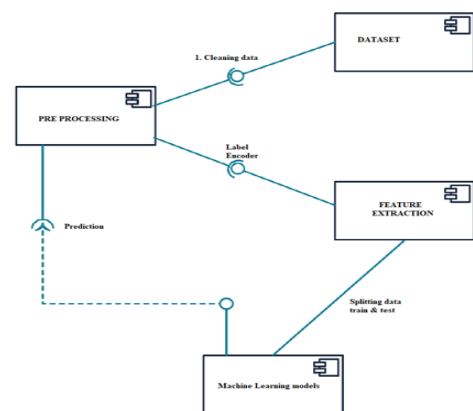 DATASET
1. Cleaning data
PRE PROCESSING
Label
Encoder
FEATURE
EXTRACTION
Prediction
Splitting data
train & test
Machine Learning models